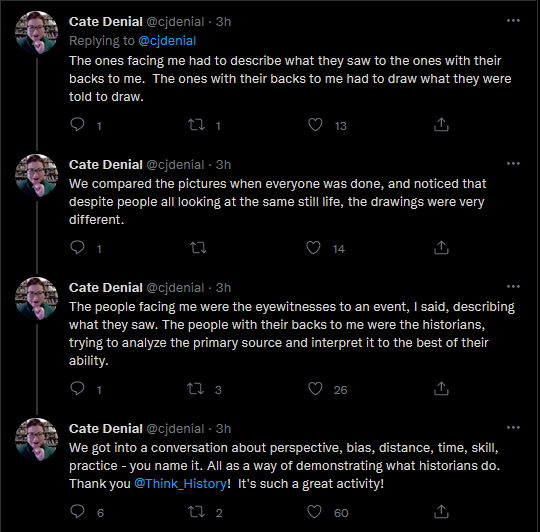 Cate Denial @cjdenial · 3h
Replying to @cjdenial
The ones facing me had to describe what they saw to the ones with their
backs to me.  The ones with their backs to me had to draw what they were
told to draw.
1 1 13
Cate Denial @cjdenial · 3h
We compared the pictures when everyone was done, and noticed that
despite people all looking at the same still life, the drawings were very
different.
1 14
Cate Denial @cjdenial · 3h
The people facing me were the eyewitnesses to an event, I said, describing
what they saw. The people with their backs to me were the historians,
trying to analyze the primary source and interpret it to the best of their
ability.
1 3 26
Cate Denial @cjdenial · 3h
We got into a conversation about perspective, bias, distance, time, skill,
practice - you name it. All as a way of demonstrating what historians do.
Thank you @Think_History!  It's such a great activity!
6 2 60